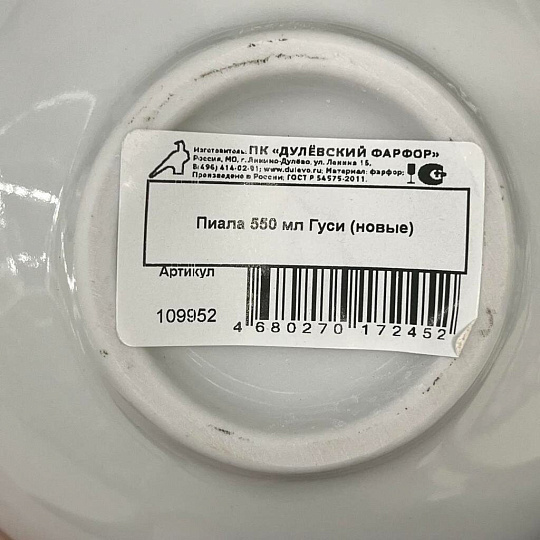 Изготовитель: ПК «ДУЛЁВСКИЙ ФАРФОР»
Россия, МО, г. Ликино-Дулёво, ул. Ленина 15.
8(496) 414-02-91; www.dulevo.ru; Материал: фарфор;
Произведено в России; ГОСТ Р 54575-2011.
Пиала 550 мл Гуси (новые)
Артикул
109952
4 680270 172452